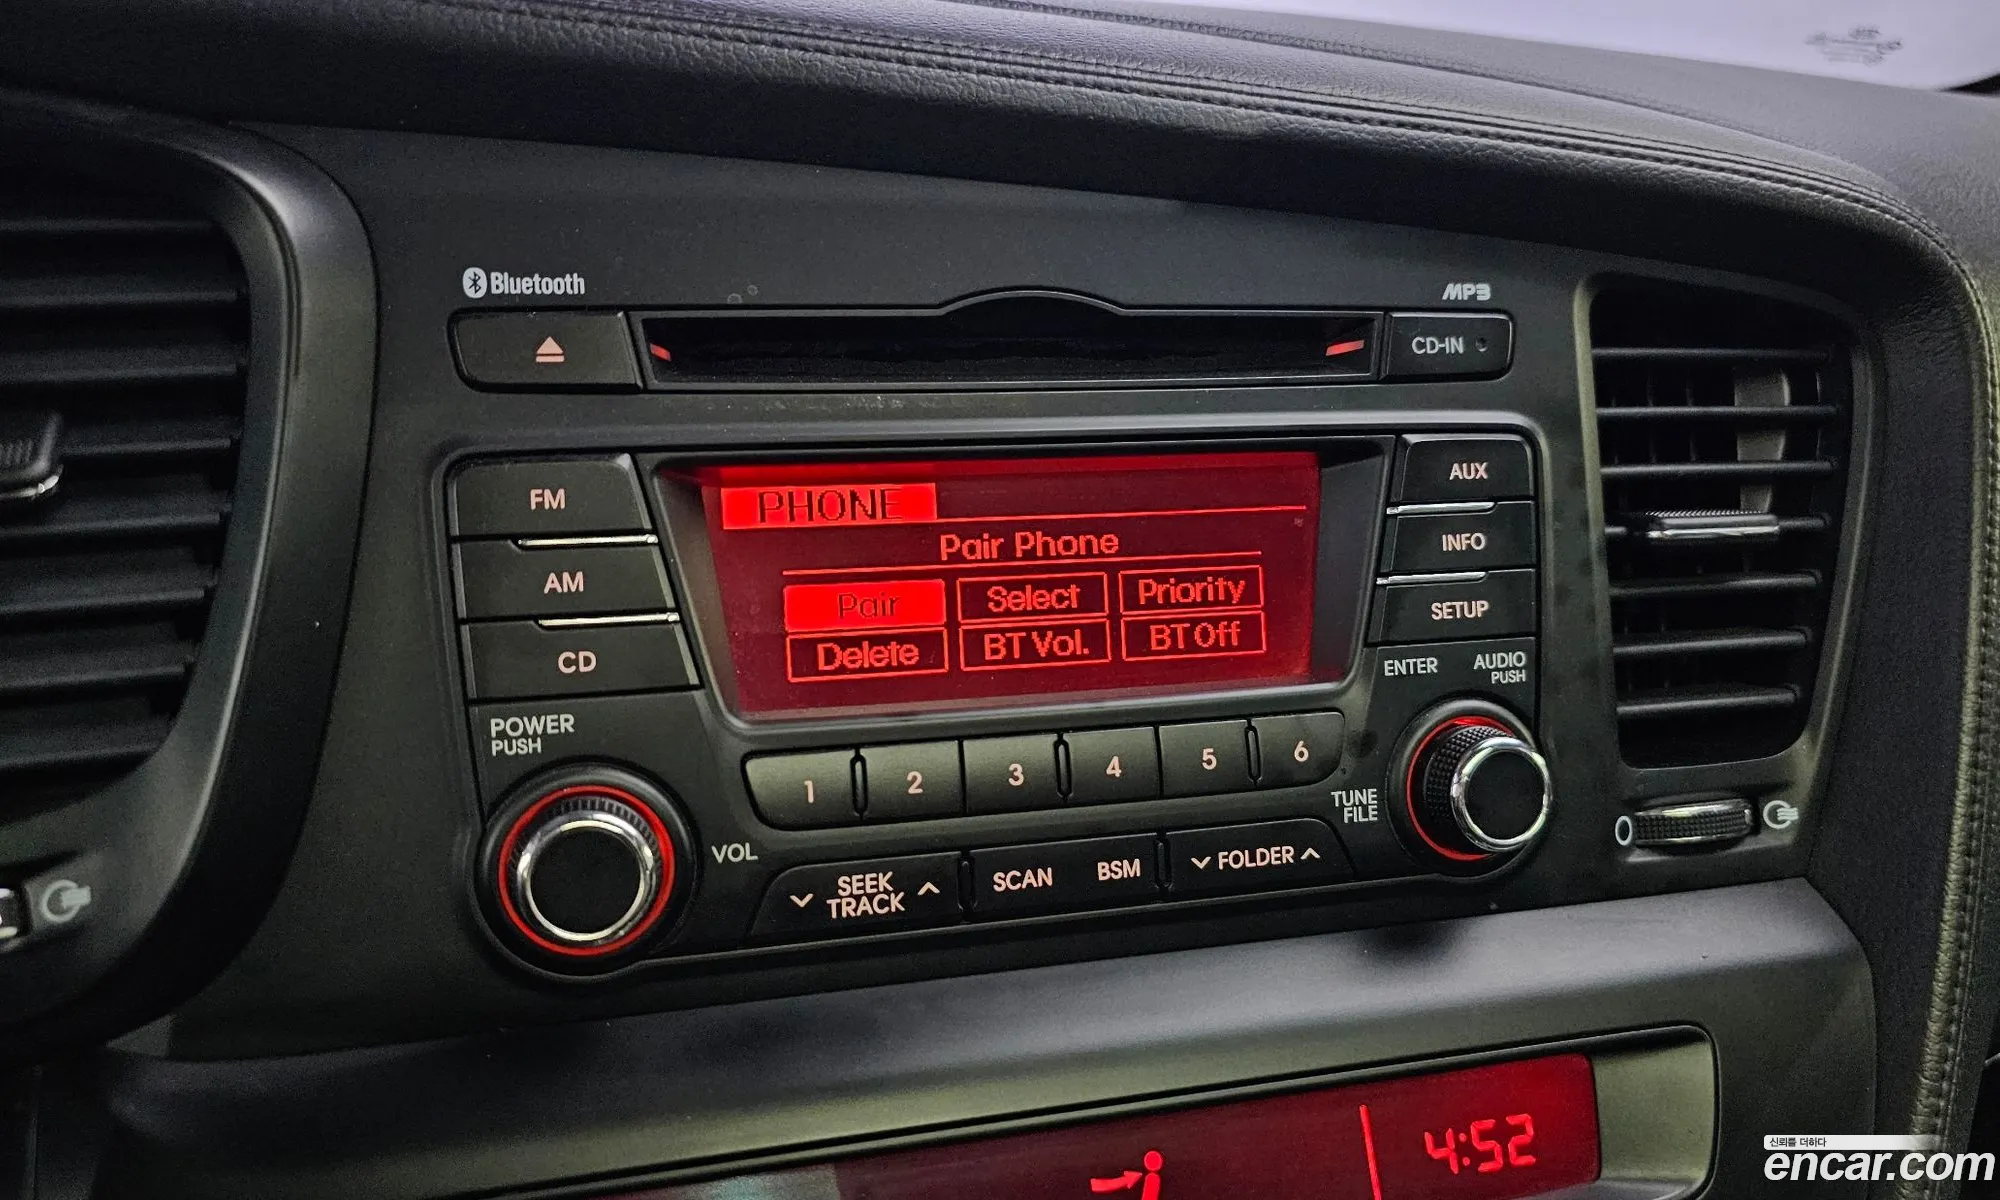 Bluetooth
MP3
CD-IN
FM
AM
CD
PHONE
Pair Phone
Pair Select Priority
Delete BT Vol. BT Off
AUX
INFO
SETUP
ENTER
AUDIO
PUSH
POWER
PUSH
VOL
1 2 3 4 5 6
TUNE
FILE
SEEK
TRACK
SCAN
BSM
FOLDER
4:52
신뢰를 더하다
encar.com